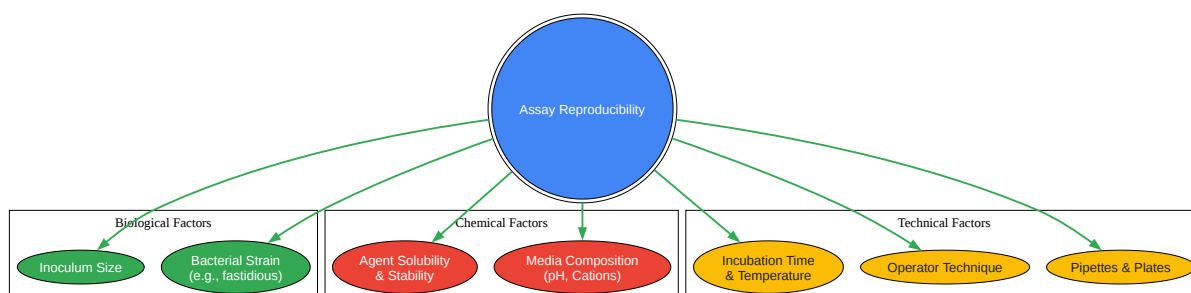 Assay Reproducibility
Biological Factors
Chemical Factors
Technical Factors
Inoculum Size
Bacterial Strain
(e.g., fastidious)
Agent Solubility
& Stability
Media Composition
(pH, Cations)
Incubation Time
& Temperature
Operator Technique
Pipettes & Plates